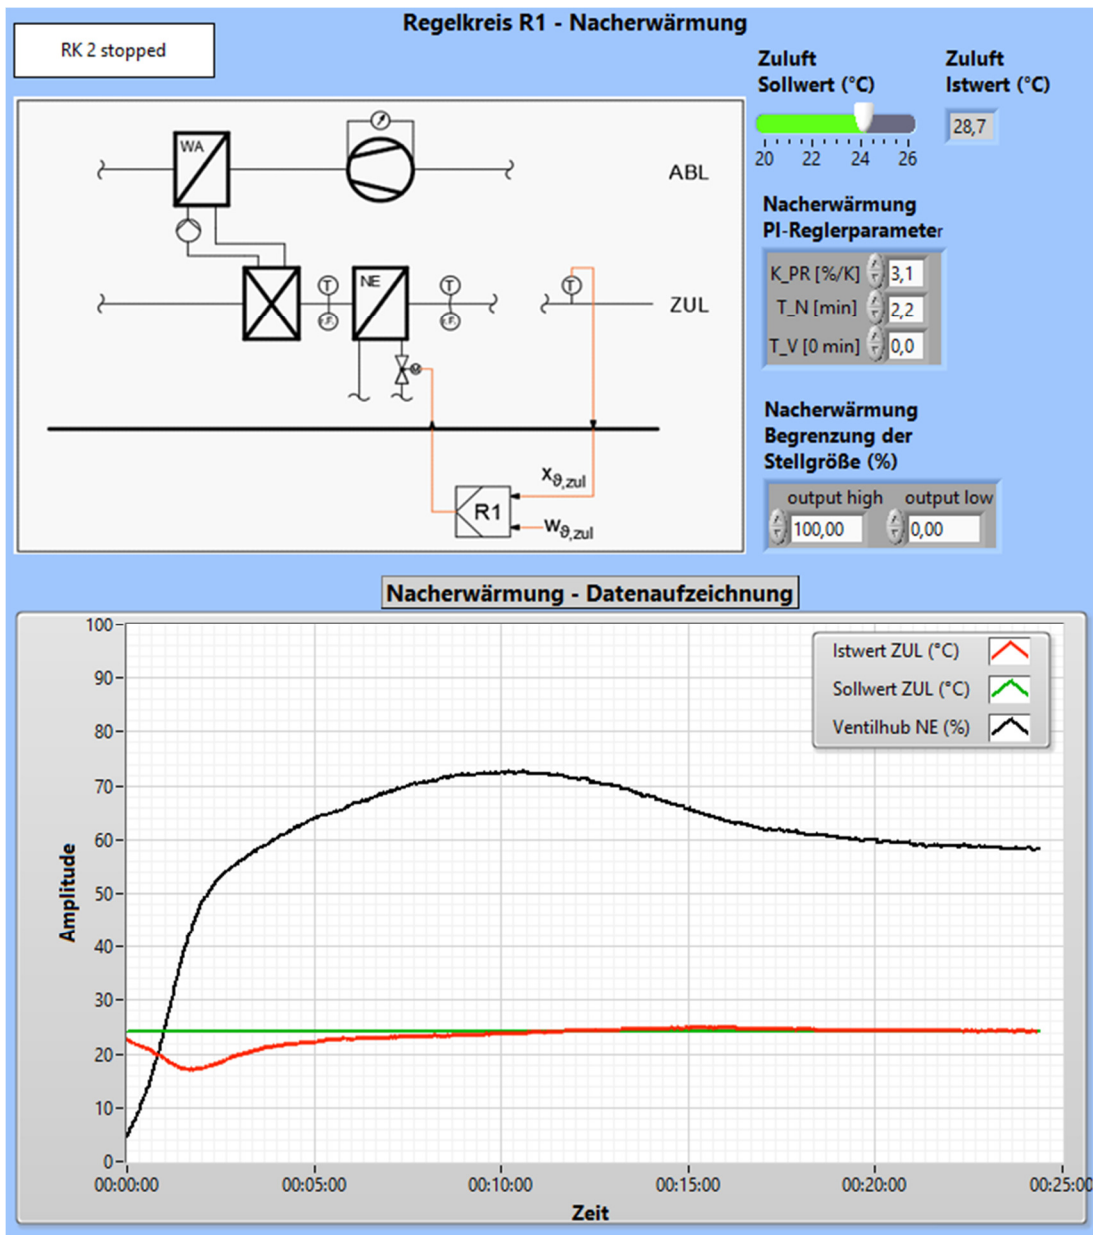 Regelkreis R1 - Nacherwärmung
RK 2 stopped
Zuluft
Sollwert (°C)
20 22 24 26
Zuluft
Istwert (°C)
28,7
WA
ABL
T
r.F.
NE
T
r.F.
T
ZUL
M
xϑ,zul
R1
wϑ,zul
Nacherwärmung
PI-Reglerparameter
K_PR [%/K] 3,1
T_N [min] 2,2
T_V [0 min] 0,0
Nacherwärmung
Begrenzung der
Stellgröße (%)
output high output low
100,00 0,00
Nacherwärmung - Datenaufzeichnung
Istwert ZUL (°C)
Sollwert ZUL (°C)
Ventilhub NE (%)
Amplitude
100
90
80
70
60
50
40
30
20
10
0
00:00:00 00:05:00 00:10:00 00:15:00 00:20:00 00:25:00
Zeit